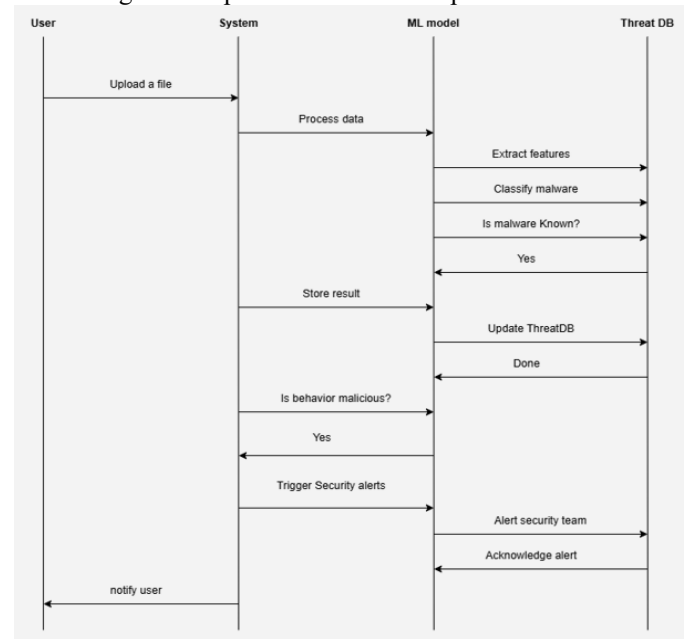 User System ML model Threat DB
Upload a file
Process data
Extract features
Classify malware
Is malware Known?
Yes
Store result
Update ThreatDB
Done
Is behavior malicious?
Yes
Trigger Security alerts
Alert security team
Acknowledge alert
notify user